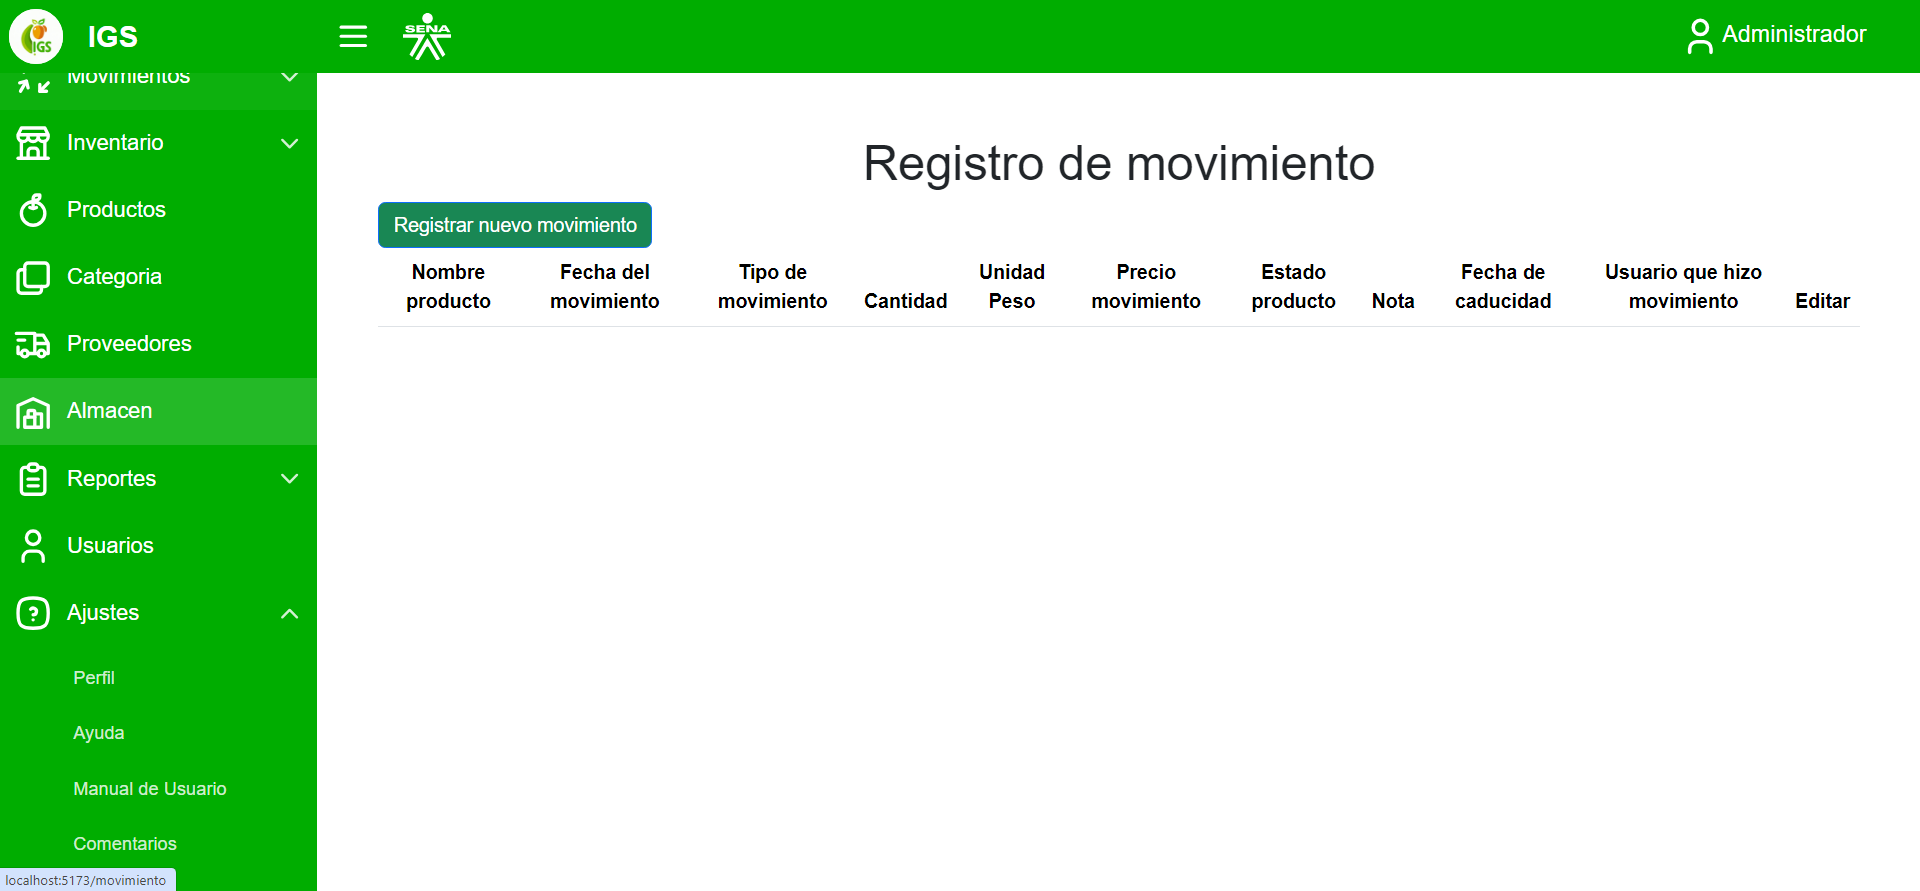 IGS
IGS
SENA
Administrador
Movimientos
Inventario
Productos
Categoria
Proveedores
Almacen
Reportes
Usuarios
Ajustes
Perfil
Ayuda
Manual de Usuario
Comentarios
localhost:5173/movimiento
Registro de movimiento
Registrar nuevo movimiento
Nombre producto
Fecha del movimiento
Tipo de movimiento
Cantidad
Unidad Peso
Precio movimiento
Estado producto
Nota
Fecha de caducidad
Usuario que hizo movimiento
Editar